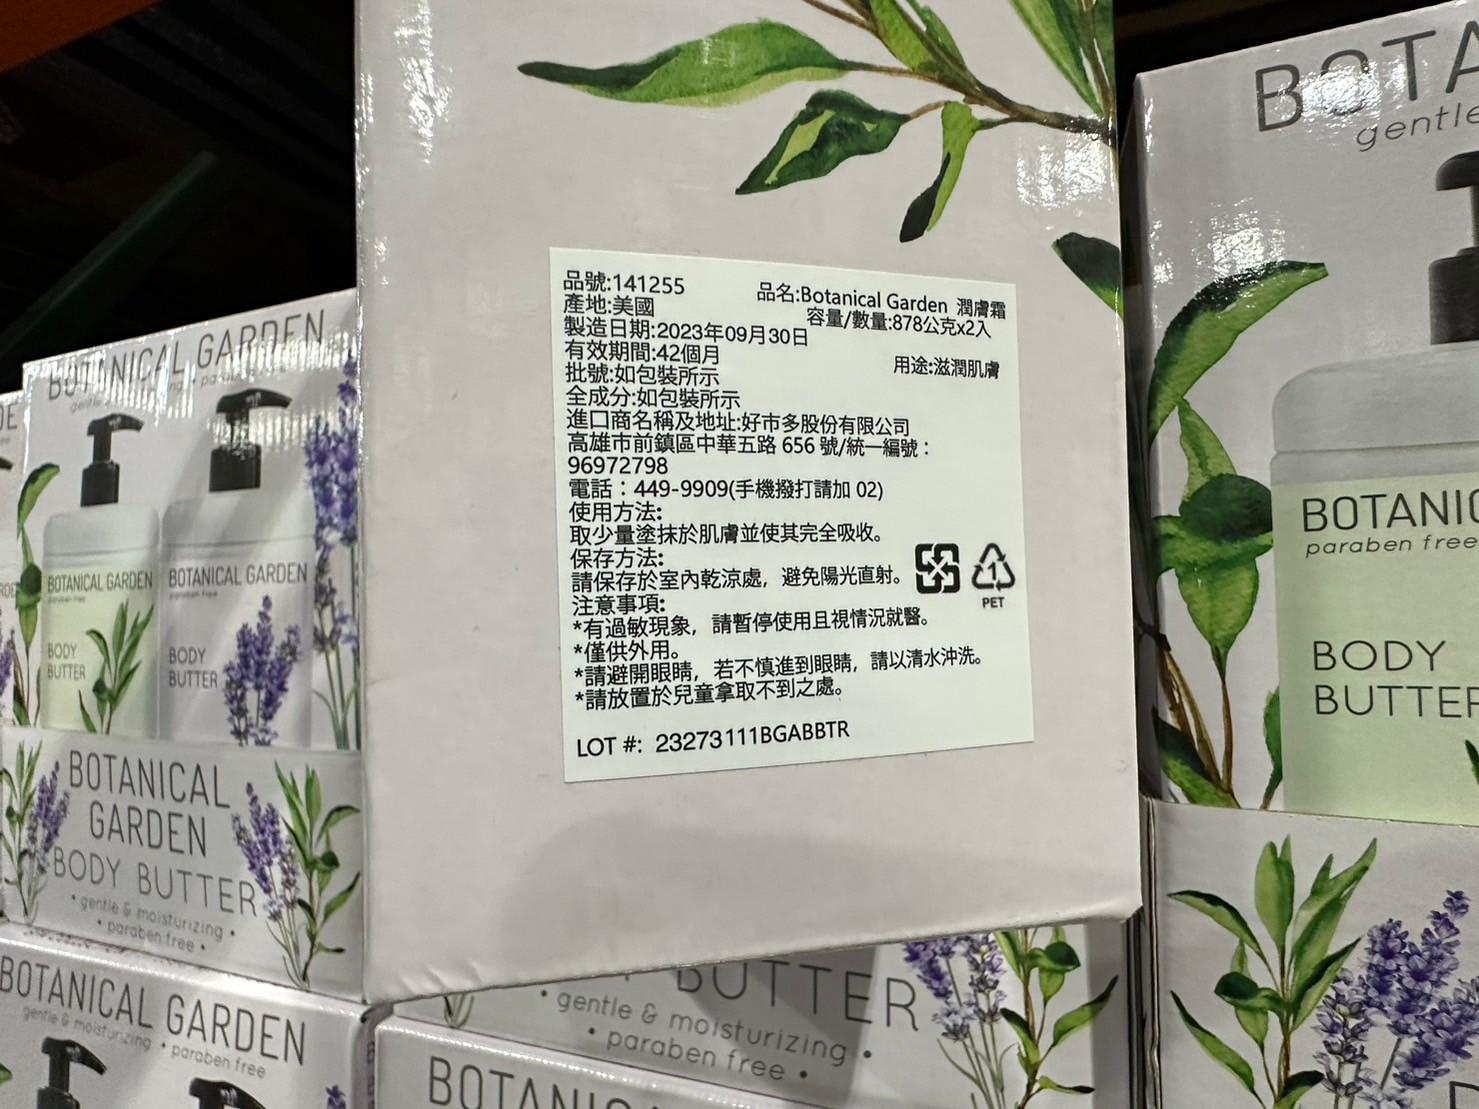 品號:141255
品名:Botanical Garden 潤膚霜
產地:美國
容量/數量:878公克x2入
製造日期:2023年09月30日
有效期間:42個月
用途:滋潤肌膚
批號:如包裝所示
全成分:如包裝所示
進口商名稱及地址:好市多股份有限公司
高雄市前鎮區中華五路 656 號/統一編號：
96972798
電話：449-9909(手機撥打請加 02)
使用方法:
取少量塗抹於肌膚並使其完全吸收。
保存方法:
請保存於室內乾涼處，避免陽光直射。
1
PET
注意事項:
*有過敏現象，請暫停使用且視情況就醫。
*僅供外用。
*請避開眼睛，若不慎進到眼睛，請以清水沖洗。
*請放置於兒童拿取不到之處。
LOT #: 23273111BGABBTR
BOTANICAL GARDEN
BOTANICAL GARDEN
paraben free
BODY
BUTTER
BOTANICAL GARDEN
paraben free
BODY
BUTTER
BOTANICAL
GARDEN
BODY BUTTER
• gentle & moisturizing •
• paraben free •
BOTANICAL GARDEN
gentle & moisturizing • paraben free
BUTTER
• gentle & moisturizing •
• paraben free •
BOTANIC
BOTA
gentle
BOTANIC
paraben free
BODY
BUTTER